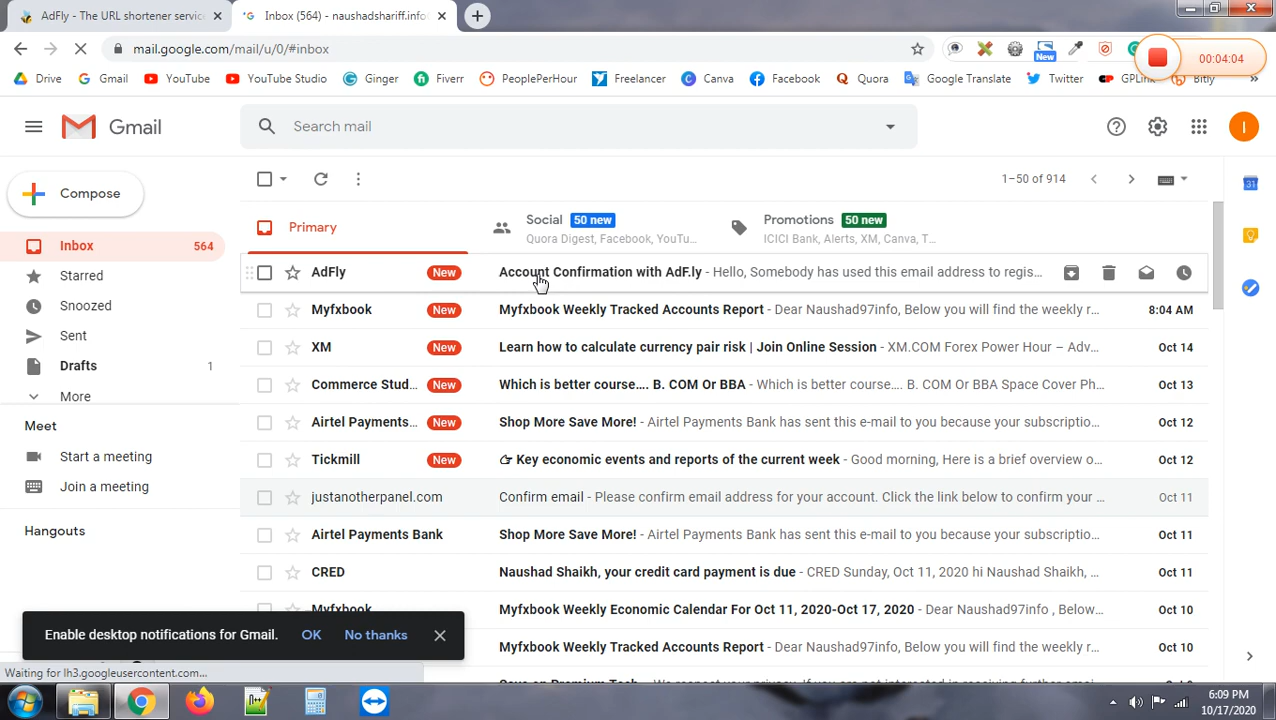 AdFly - The URL shortener servic
Inbox (564) - naushadshariff.info
mail.google.com/mail/u/0/#inbox
New
00:04:04
Drive
Gmail
YouTube
YouTube Studio
Ginger
Fiverr
PeoplePerHour
Freelancer
Canva
Facebook
Quora
Google Translate
Twitter
GPLink
Bitly
Gmail
Search mail
I
Compose
1–50 of 914
Primary
Social 50 new
Quora Digest, Facebook, YouTu...
Promotions 50 new
ICICI Bank, Alerts, XM, Canva, T...
Inbox 564
Starred
Snoozed
Sent
Drafts 1
More
Meet
Start a meeting
Join a meeting
Hangouts
AdFly New Account Confirmation with AdF.ly - Hello, Somebody has used this email address to regis...
Myfxbook New Myfxbook Weekly Tracked Accounts Report - Dear Naushad97info, Below you will find the weekly r... 8:04 AM
XM New Learn how to calculate currency pair risk | Join Online Session - XM.COM Forex Power Hour – Adv... Oct 14
Commerce Stud... New Which is better course.... B. COM Or BBA - Which is better course.... B. COM Or BBA Space Cover Ph... Oct 13
Airtel Payments... New Shop More Save More! - Airtel Payments Bank has sent this e-mail to you because your subscriptio... Oct 12
Tickmill New Key economic events and reports of the current week - Good morning, Here is a brief overview o... Oct 12
justanotherpanel.com Confirm email - Please confirm email address for your account. Click the link below to confirm your ... Oct 11
Airtel Payments Bank Shop More Save More! - Airtel Payments Bank has sent this e-mail to you because your subscriptio... Oct 11
CRED Naushad Shaikh, your credit card payment is due - CRED Sunday, Oct 11, 2020 hi Naushad Shaikh, ... Oct 11
Myfxbook Myfxbook Weekly Economic Calendar For Oct 11, 2020-Oct 17, 2020 - Dear Naushad97info , Below... Oct 10
Myfxbook Weekly Tracked Accounts Report - Dear Naushad97info, Below you will find the weekly r... Oct 10
Enable desktop notifications for Gmail. OK No thanks
Waiting for lh3.googleusercontent.com...
6:09 PM
10/17/2020